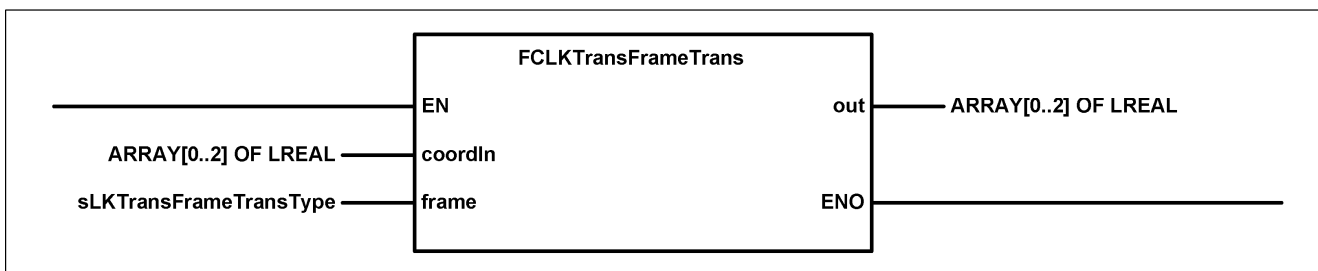 FCLKTransFrameTrans
EN out ARRAY[0..2] OF LREAL
ARRAY[0..2] OF LREAL coordIn
sLKTransFrameTransType frame ENO